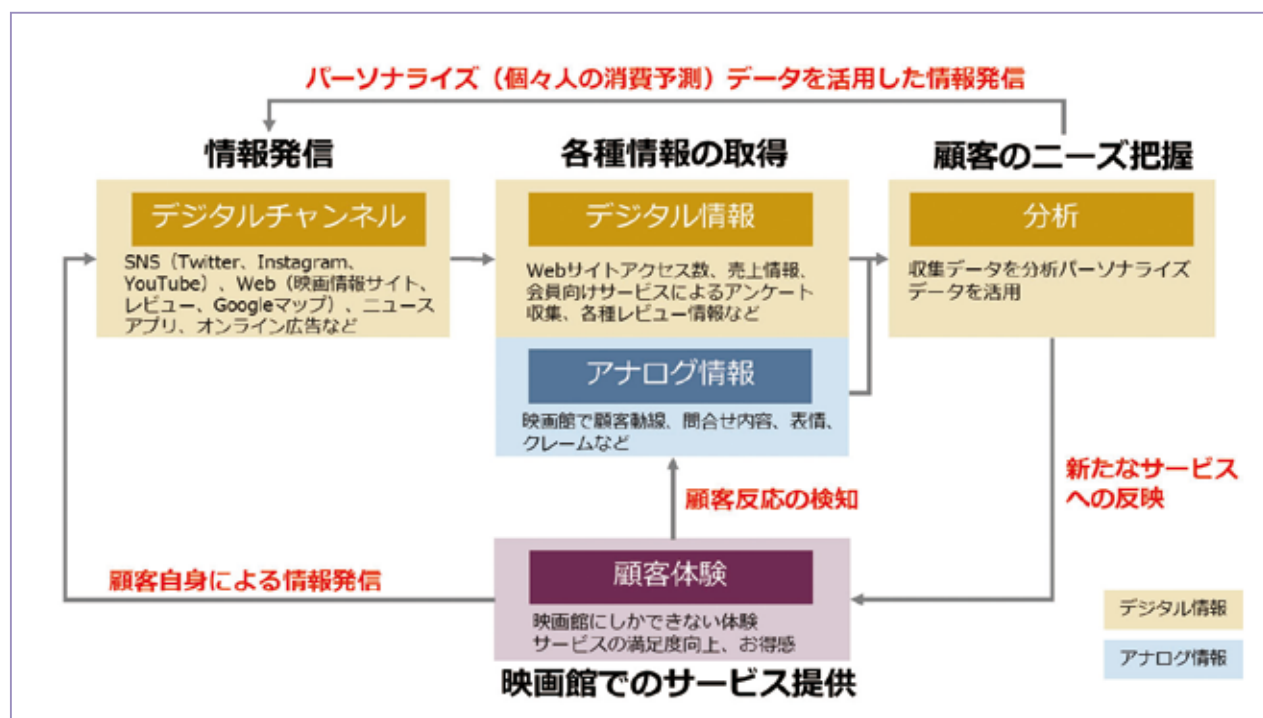 パーソナライズ（個々人の消費予測）データを活用した情報発信
情報発信
各種情報の取得
顧客のニーズ把握
デジタルチャンネル
SNS（Twitter、Instagram、
YouTube）、Web（映画情報サイト、
レビュー、Googleマップ）、ニュース
アプリ、オンライン広告など
デジタル情報
Webサイトアクセス数、売上情報、
会員向けサービスによるアンケート
収集、各種レビュー情報など
分析
収集データを分析パーソナライズ
データを活用
アナログ情報
映画館で顧客動線、問合せ内容、表情、
クレームなど
新たなサービス
への反映
顧客反応の検知
顧客自身による情報発信
顧客体験
映画館にしかできない体験
サービスの満足度向上、お得感
映画館でのサービス提供
デジタル情報
アナログ情報